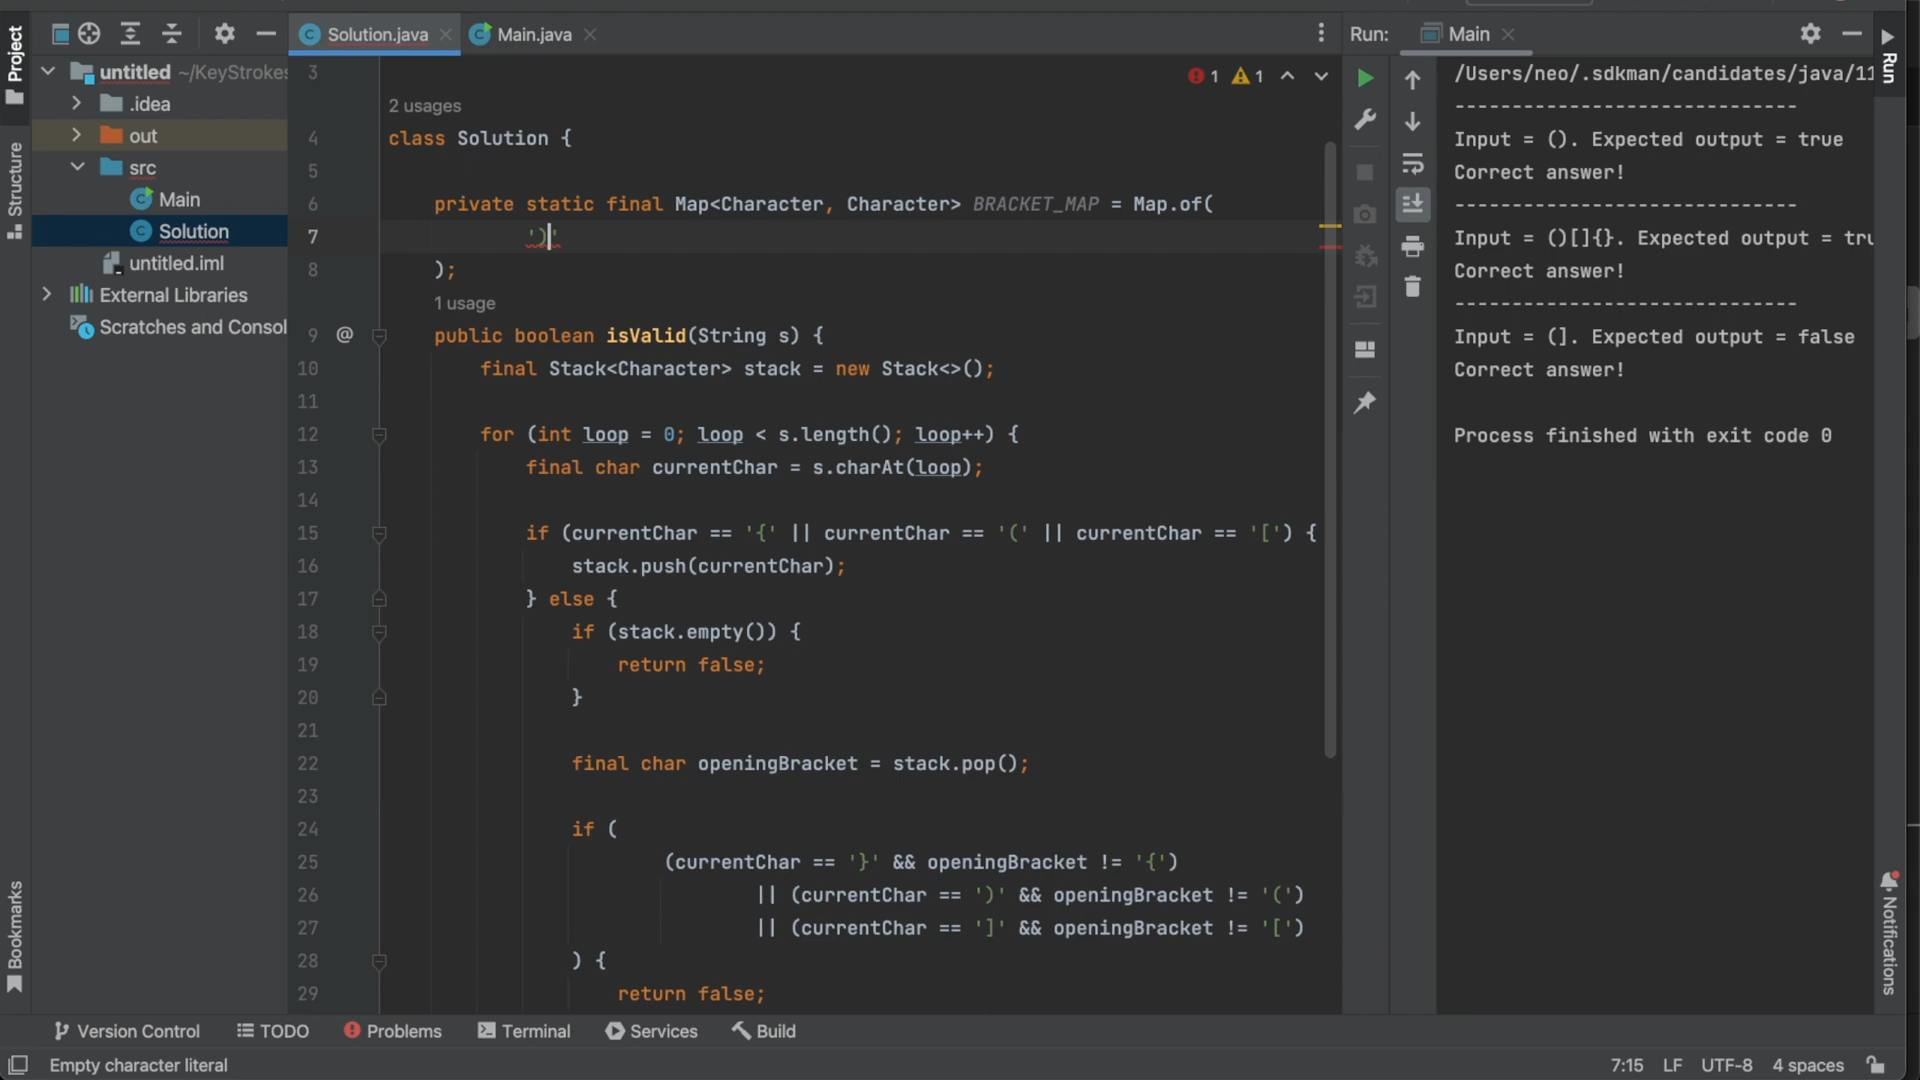 Project
Structure
Bookmarks
untitled ~/KeyStrokes
.idea
out
src
Main
Solution
untitled.iml
External Libraries
Scratches and Consol
Solution.java
Main.java
1 1
3
2 usages
4 class Solution {
5
6 private static final Map<Character, Character> BRACKET_MAP = Map.of(
7 ')'
8 );
1 usage
9 @ public boolean isValid(String s) {
10 final Stack<Character> stack = new Stack<>();
11
12 for (int loop = 0; loop < s.length(); loop++) {
13 final char currentChar = s.charAt(loop);
14
15 if (currentChar == '{' || currentChar == '(' || currentChar == '[') {
16 stack.push(currentChar);
17 } else {
18 if (stack.empty()) {
19 return false;
20 }
21
22 final char openingBracket = stack.pop();
23
24 if (
25 (currentChar == '}' && openingBracket != '{')
26 || (currentChar == ')' && openingBracket != '(')
27 || (currentChar == ']' && openingBracket != '[')
28 ) {
29 return false;
Run: Main
/Users/neo/.sdkman/candidates/java/11
------------------------------
Input = (). Expected output = true
Correct answer!
------------------------------
Input = ()[]{}. Expected output = tru
Correct answer!
------------------------------
Input = (]. Expected output = false
Correct answer!
Process finished with exit code 0
Run
Notifications
Version Control
TODO
Problems
Terminal
Services
Build
Empty character literal
7:15 LF UTF-8 4 spaces